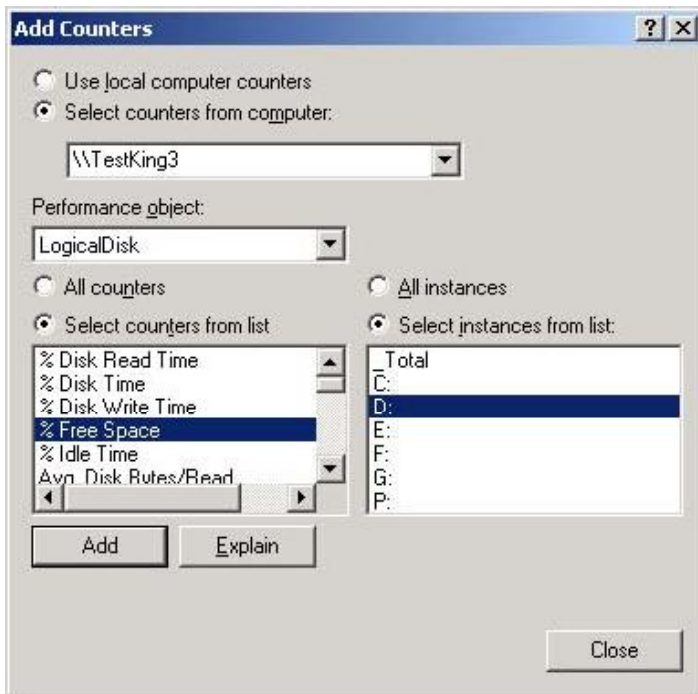 Add Counters
Use local computer counters
Select counters from computer:
\\TestKing3
Performance object:
LogicalDisk
All counters
All instances
Select counters from list
Select instances from list:
% Disk Read Time
% Disk Time
% Disk Write Time
% Free Space
% Idle Time
Avg. Disk Bytes/Read
_Total
C:
D:
E:
F:
G:
P:
Add
Explain
Close